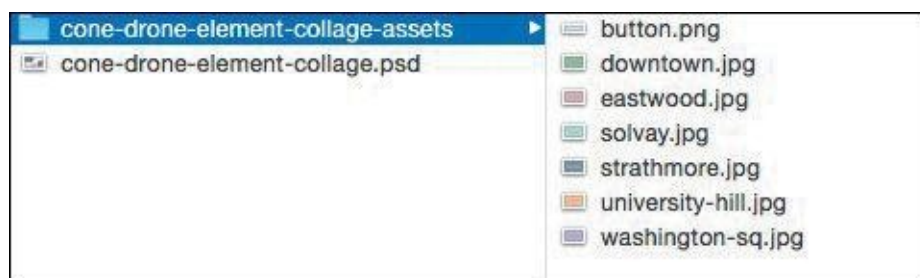 cone-drone-element-collage-assets
cone-drone-element-collage.psd
button.png
downtown.jpg
eastwood.jpg
solvay.jpg
strathmore.jpg
university-hill.jpg
washington-sq.jpg